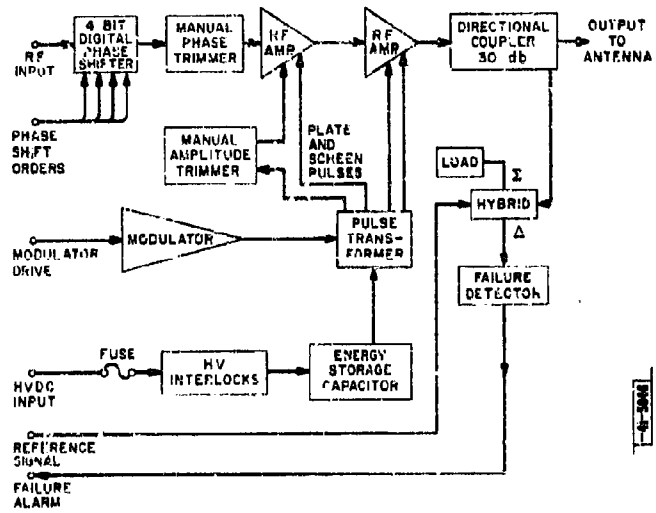 4 BIT
DIGITAL
PHASE
SHIFTER
MANUAL
PHASE
TRIMMER
RF
AMP.
RF
AMP.
DIRECTIONAL
COUPLER
30 db
OUTPUT
TO
ANTENNA
RF
INPUT
PHASE
SHIFT
ORDERS
MANUAL
AMPLITUDE
TRIMMER
PLATE
AND
SCREEN
PULSES
LOAD
Σ
HYBRID
Δ
MODULATOR
PULSE
TRANS-
FORMER
MODULATOR
DRIVE
FAILURE
DETECTOR
FUSE
HV
INTERLOCKS
ENERGY
STORAGE
CAPACITOR
HVDC
INPUT
REFERENCE
SIGNAL
FAILURE
ALARM